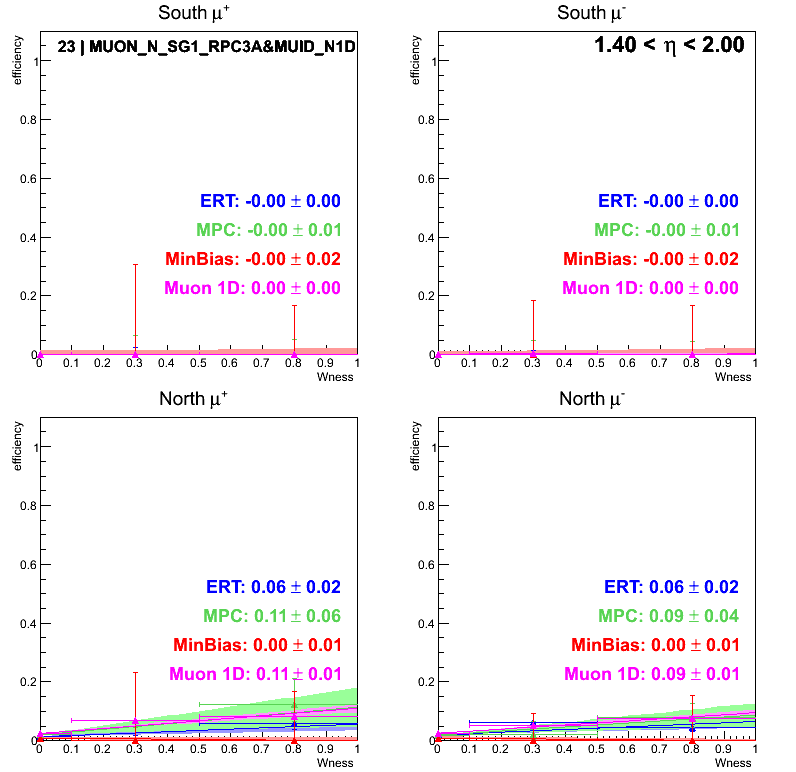 South μ+
efficiency
23 | MUON_N_SG1_RPC3A&MUID_N1D
1
0.8
0.6
0.4
0.2
0
ERT: -0.00 ± 0.00
MPC: -0.00 ± 0.01
MinBias: -0.00 ± 0.02
Muon 1D: 0.00 ± 0.00
0 0.1 0.2 0.3 0.4 0.5 0.6 0.7 0.8 0.9 1
Wness
South μ-
efficiency
1.40 < η < 2.00
1
0.8
0.6
0.4
0.2
0
ERT: -0.00 ± 0.00
MPC: -0.00 ± 0.01
MinBias: -0.00 ± 0.02
Muon 1D: 0.00 ± 0.00
0 0.1 0.2 0.3 0.4 0.5 0.6 0.7 0.8 0.9 1
Wness
North μ+
efficiency
1
0.8
0.6
0.4
0.2
0
ERT: 0.06 ± 0.02
MPC: 0.11 ± 0.06
MinBias: 0.00 ± 0.01
Muon 1D: 0.11 ± 0.01
0 0.1 0.2 0.3 0.4 0.5 0.6 0.7 0.8 0.9 1
Wness
North μ-
efficiency
1
0.8
0.6
0.4
0.2
0
ERT: 0.06 ± 0.02
MPC: 0.09 ± 0.04
MinBias: 0.00 ± 0.01
Muon 1D: 0.09 ± 0.01
0 0.1 0.2 0.3 0.4 0.5 0.6 0.7 0.8 0.9 1
Wness